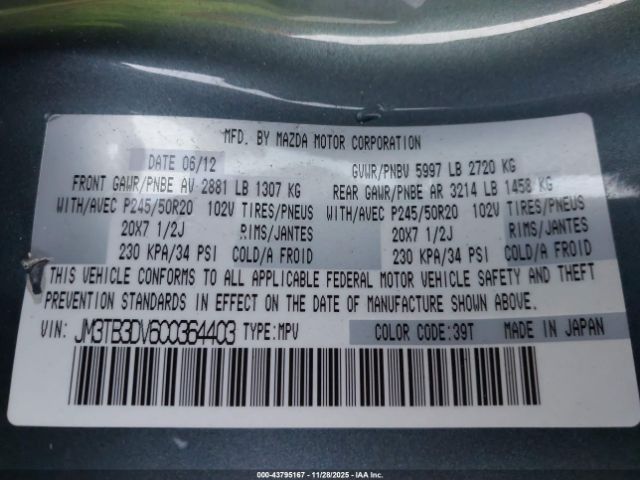 MFD. BY MAZDA MOTOR CORPORATION
DATE 06/12 GVWR/PNBV 5997 LB 2720 KG
FRONT GAWR/PNBE AV 2881 LB 1307 KG REAR GAWR/PNBE AR 3214 LB 1458 KG
WITH/AVEC P245/50R20 102V TIRES/PNEUS WITH/AVEC P245/50R20 102V TIRES/PNEUS
20X7 1/2J RIMS/JANTES 20X7 1/2J RIMS/JANTES
230 KPA/34 PSI COLD/A FROID 230 KPA/34 PSI COLD/A FROID
THIS VEHICLE CONFORMS TO ALL APPLICABLE FEDERAL MOTOR VEHICLE SAFETY AND THEFT
PREVENTION STANDARDS IN EFFECT ON THE DATE OF MANUFACTURE SHOWN ABOVE.
VIN: JM3TB3DV6C0364403 TYPE:MPV COLOR CODE:39T MADE IN JAPAN
000-43795167 - 11/28/2025 - IAA Inc.